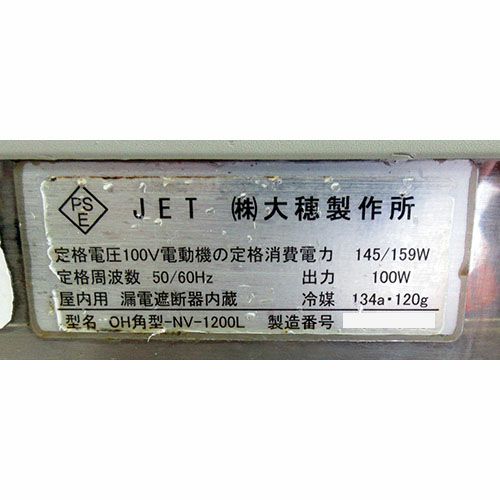 PSE JET ㈱大穂製作所
定格電圧100V電動機の定格消費電力 145/159W
定格周波数 50/60Hz 出力 100W
屋内用 漏電遮断器内蔵 冷媒 134a・120g
型名 OH角型-NV-1200L 製造番号